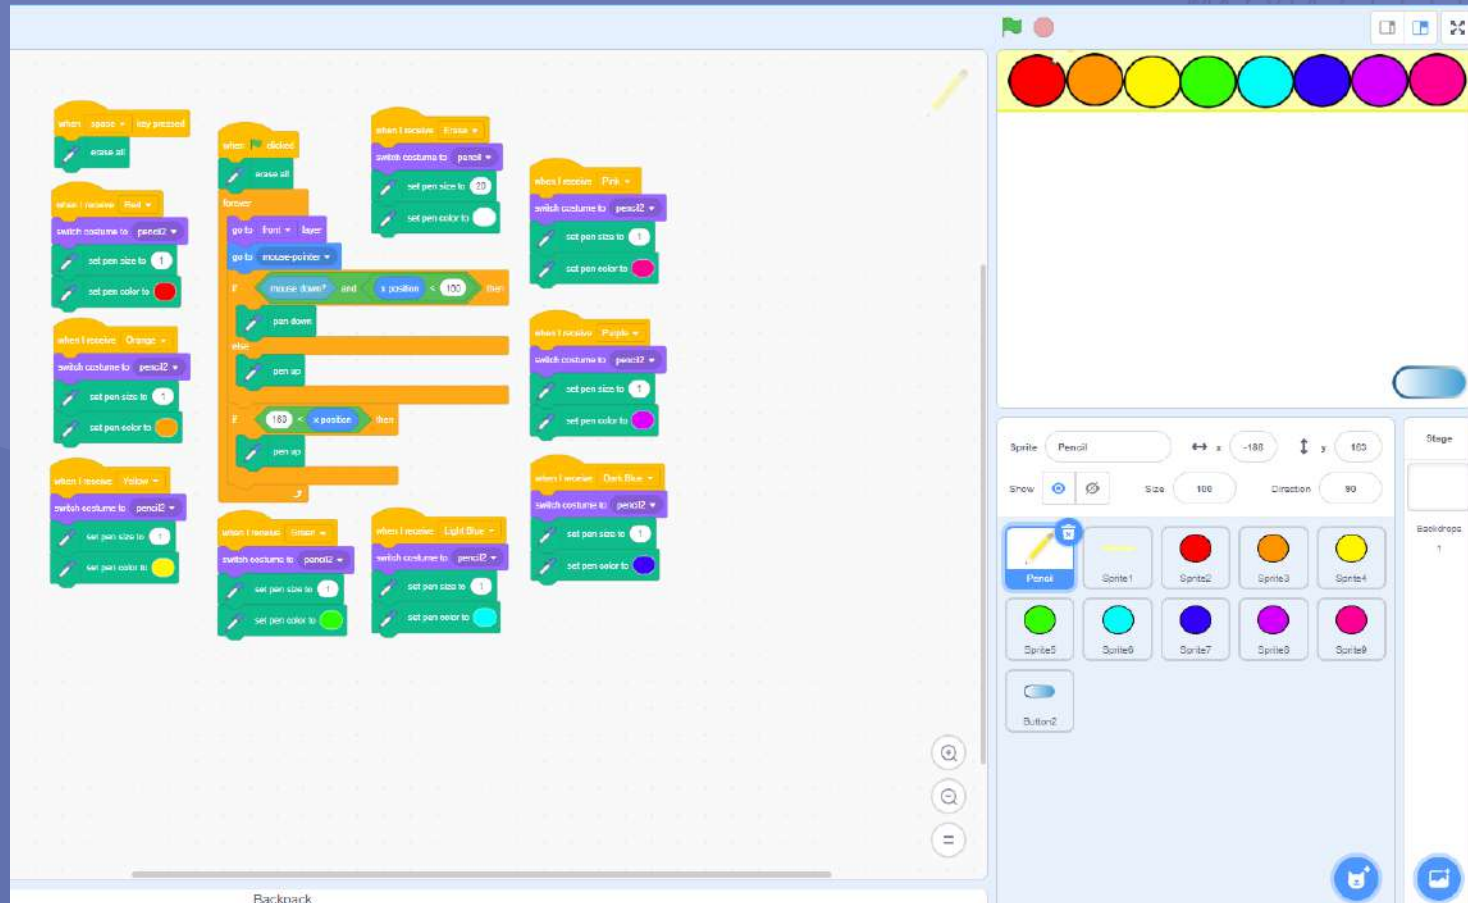 when space key pressed
erase all
when I receive Red
switch costume to pencil2
set pen size to 1
set pen color to
when I receive Orange
switch costume to pencil2
set pen size to 1
set pen color to
when I receive Yellow
switch costume to pencil2
set pen size to 1
set pen color to
when clicked
erase all
forever
go to front layer
go to mouse-pointer
if mouse down? and x position < 100 then
pen down
else
pen up
if 160 < x position then
pen up
when I receive Green
switch costume to pencil2
set pen size to 1
set pen color to
when I receive Erase
switch costume to pencil
set pen size to 20
set pen color to
when I receive Light Blue
switch costume to pencil2
set pen size to 1
set pen color to
when I receive Pink
switch costume to pencil2
set pen size to 1
set pen color to
when I receive Purple
switch costume to pencil2
set pen size to 1
set pen color to
when I receive Dark Blue
switch costume to pencil2
set pen size to 1
set pen color to
Backpack
Sprite Pencil x -188 y 163
Show Size 100 Direction 90
Pencil Sprite1 Sprite2 Sprite3 Sprite4
Sprite5 Sprite6 Sprite7 Sprite8 Sprite9
Button2
Stage
Backdrops
1